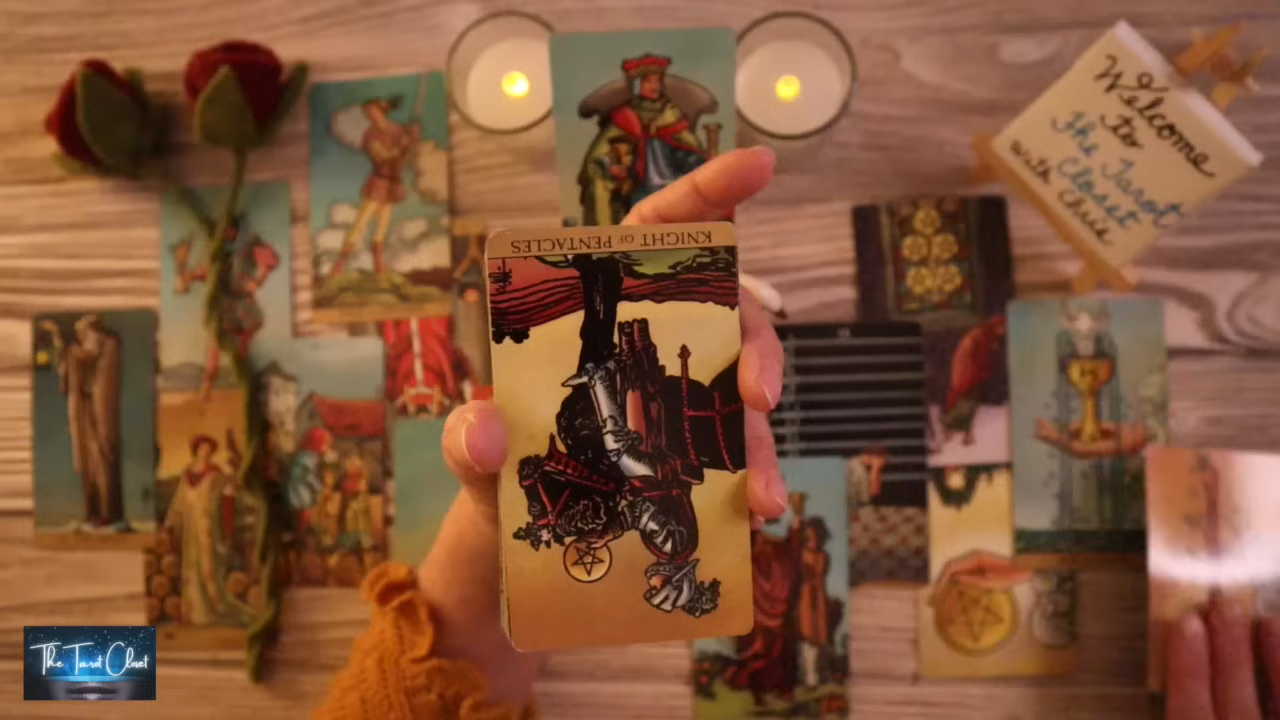 Welcome
to
The Tarot
Closet
with Chris
KNIGHT OF PENTACLES
The Tarot Closet